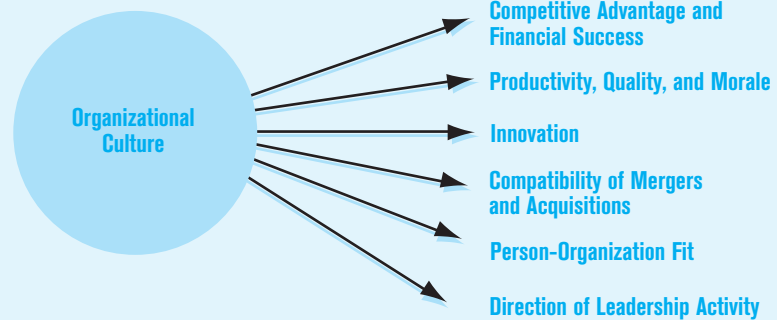 Organizational
Culture
Competitive Advantage and
Financial Success
Productivity, Quality, and Morale
Innovation
Compatibility of Mergers
and Acquisitions
Person-Organization Fit
Direction of Leadership Activity